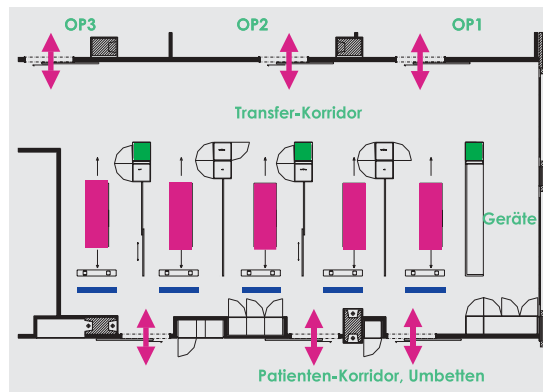 OP3 OP2 OP1
Transfer-Korridor
Geräte
Patienten-Korridor, Umbetten